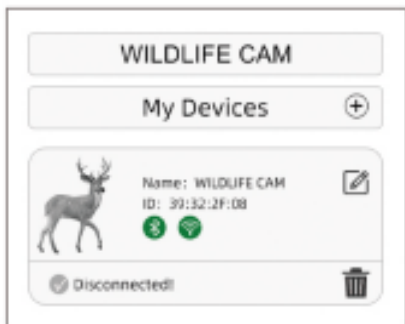 WILDLIFE CAM
My Devices
Name: WILDLIFE CAM
ID: 39:32:2F:08
Disconnected!